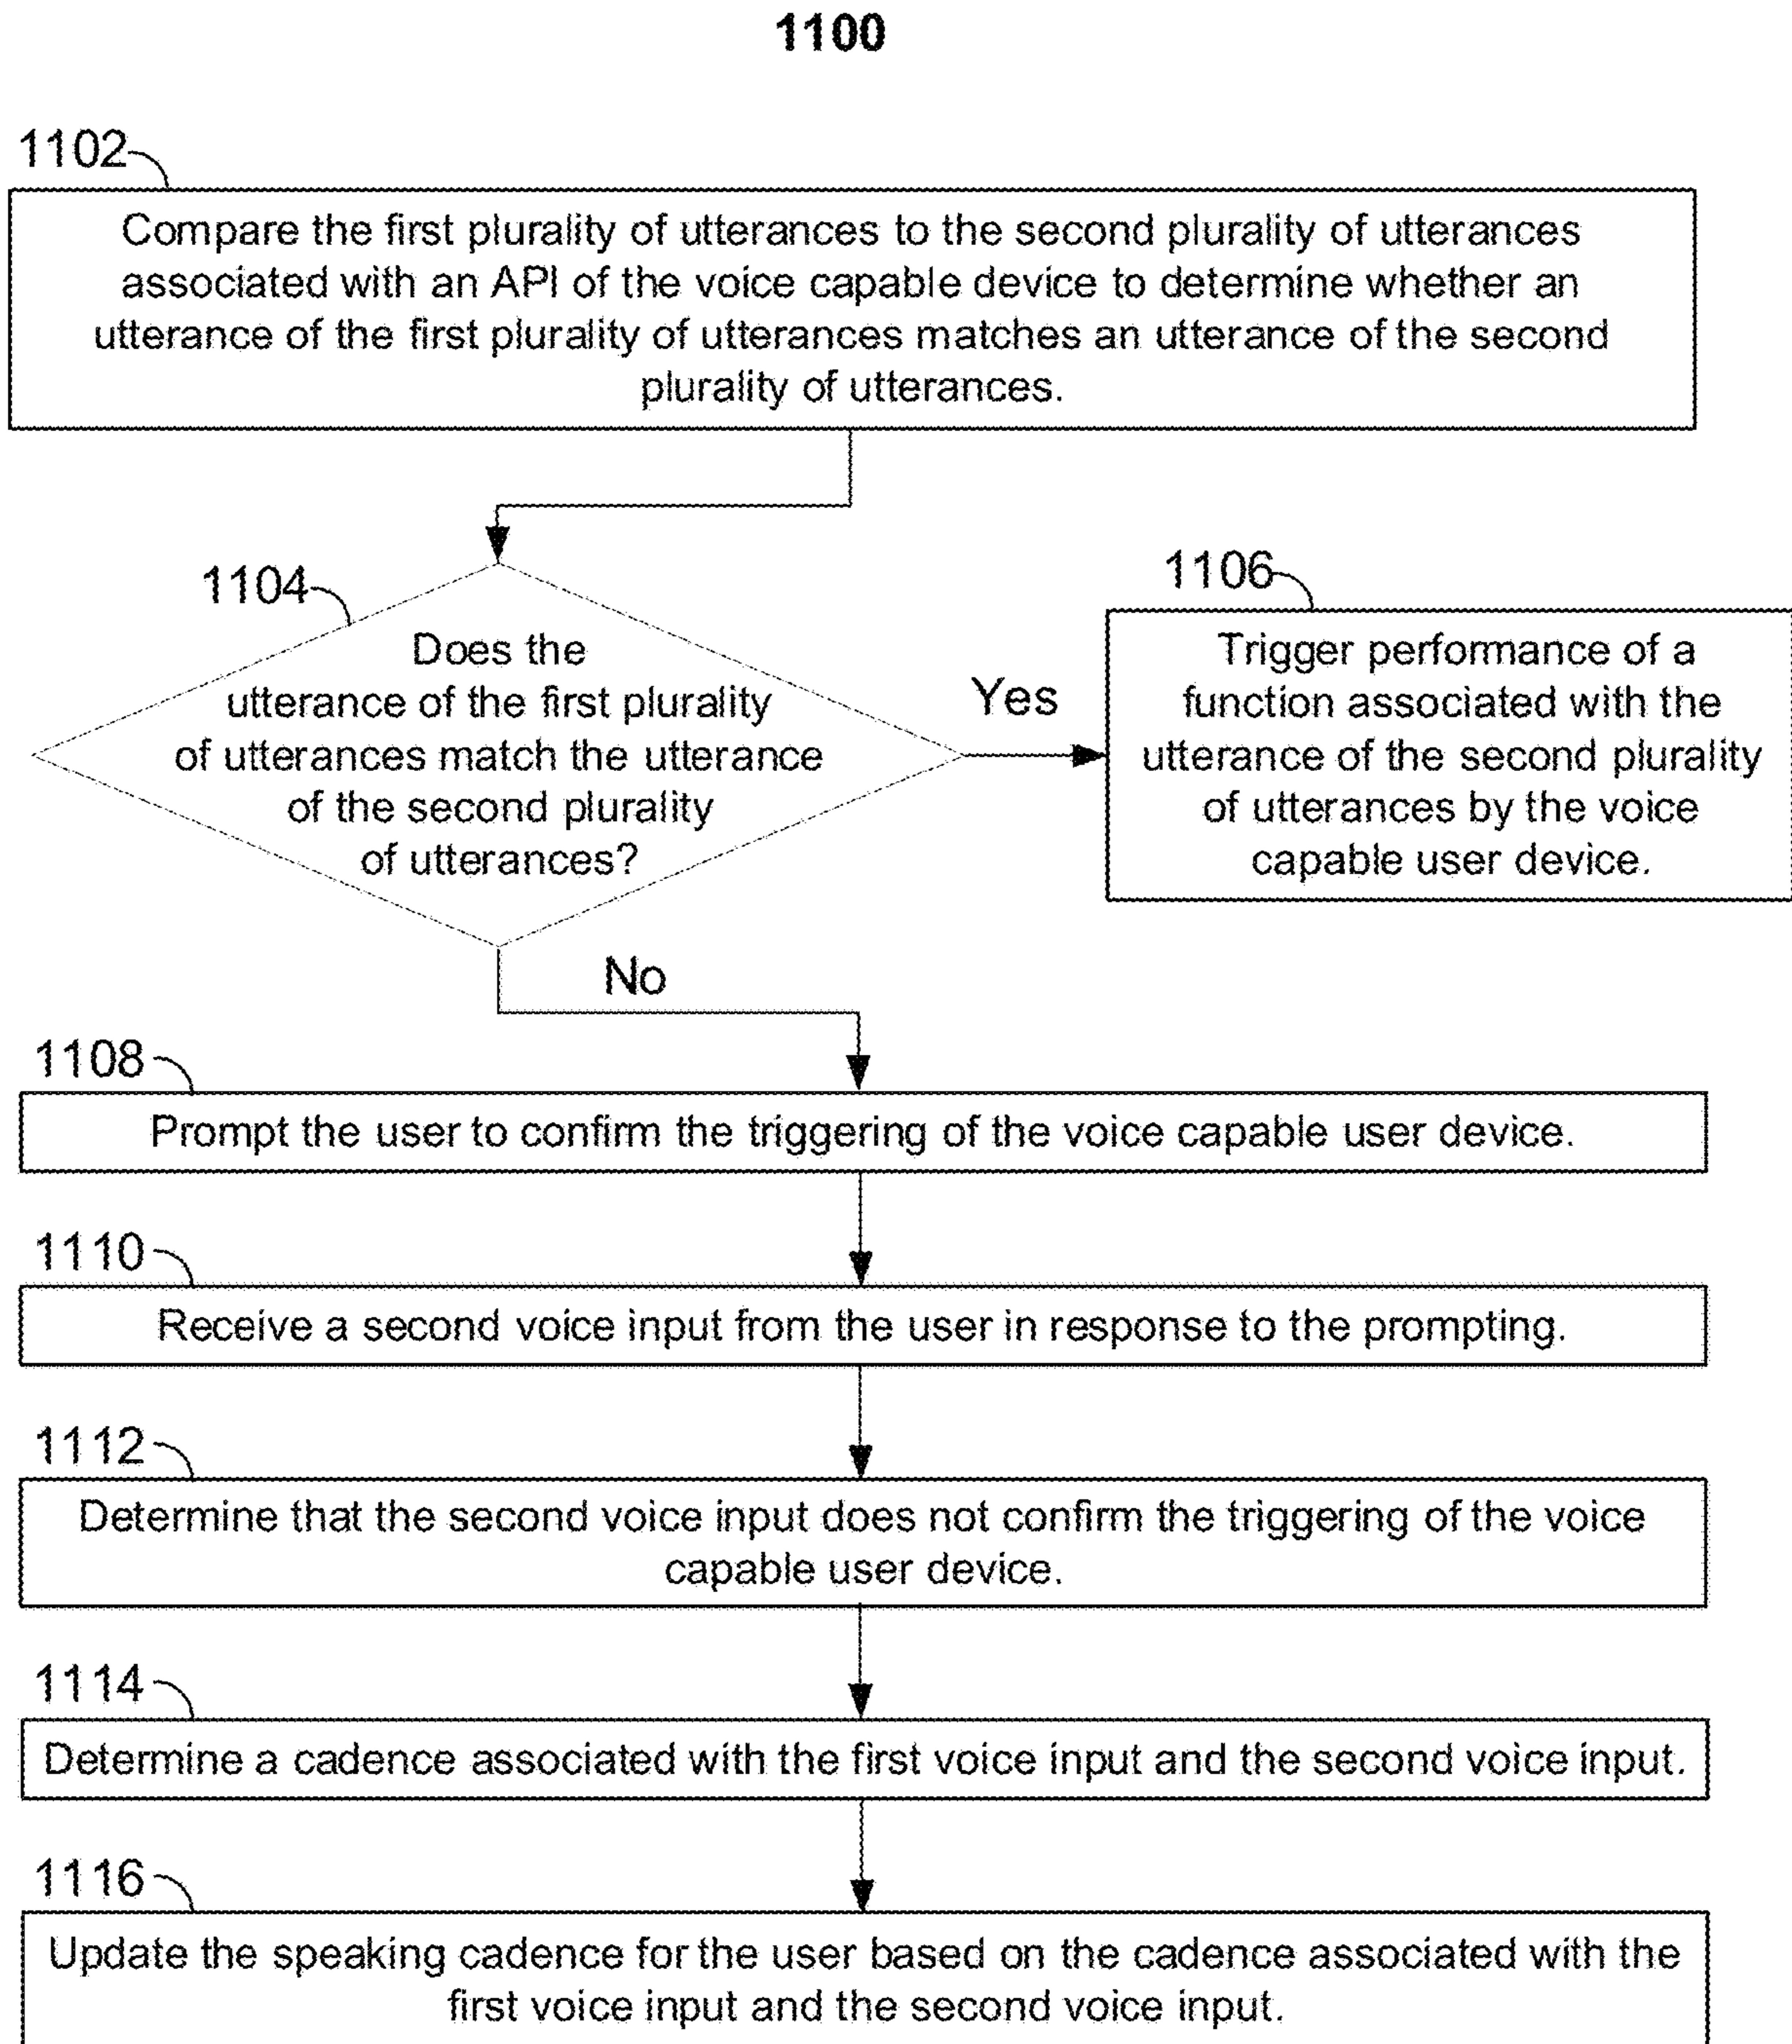 1100
1102
Compare the first plurality of utterances to the second plurality of utterances
associated with an API of the voice capable device to determine whether an
utterance of the first plurality of utterances matches an utterance of the second
plurality of utterances.
1104
Does the
utterance of the first plurality
of utterances match the utterance
of the second plurality
of utterances?
Yes
1106
Trigger performance of a
function associated with the
utterance of the second plurality
of utterances by the voice
capable user device.
No
1108
Prompt the user to confirm the triggering of the voice capable user device.
1110
Receive a second voice input from the user in response to the prompting.
1112
Determine that the second voice input does not confirm the triggering of the voice
capable user device.
1114
Determine a cadence associated with the first voice input and the second voice input.
1116
Update the speaking cadence for the user based on the cadence associated with the
first voice input and the second voice input.